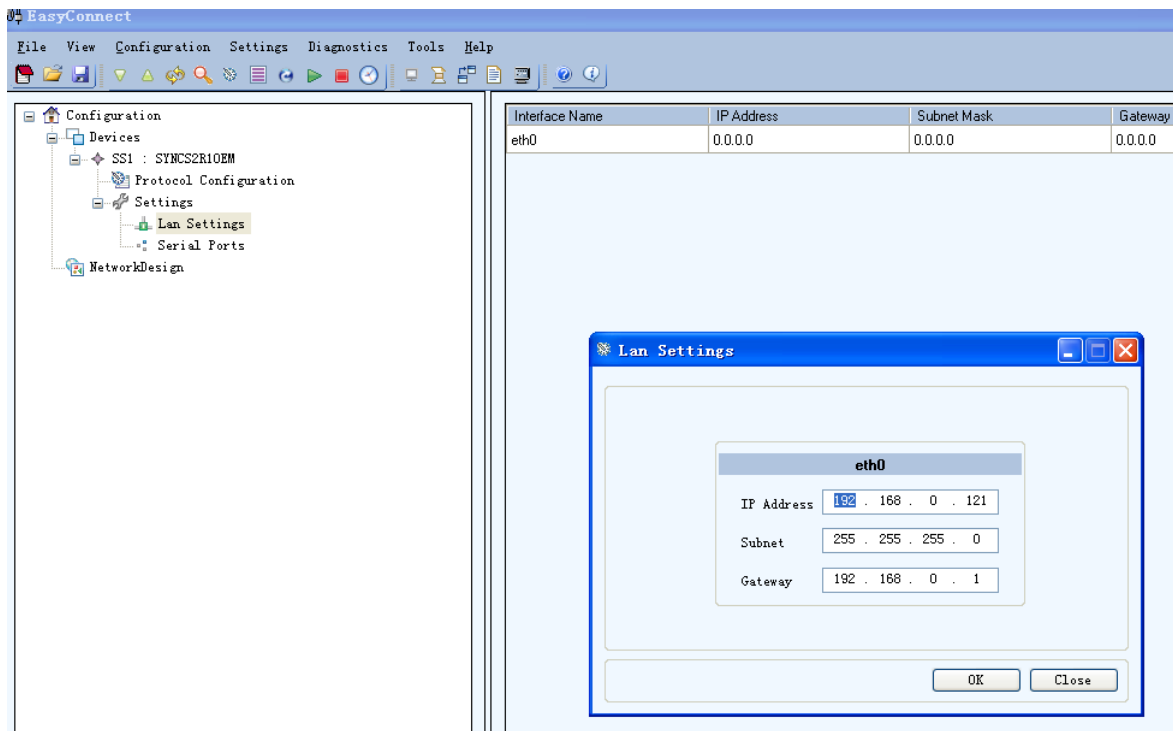 EasyConnect
File View Configuration Settings Diagnostics Tools Help
Configuration
Devices
SS1 : SYNCS2R1OEM
Protocol Configuration
Settings
Lan Settings
Serial Ports
NetworkDesign
Interface Name IP Address Subnet Mask Gateway
eth0 0.0.0.0 0.0.0.0 0.0.0.0
Lan Settings
eth0
IP Address 192 . 168 . 0 . 121
Subnet 255 . 255 . 255 . 0
Gateway 192 . 168 . 0 . 1
OK Close